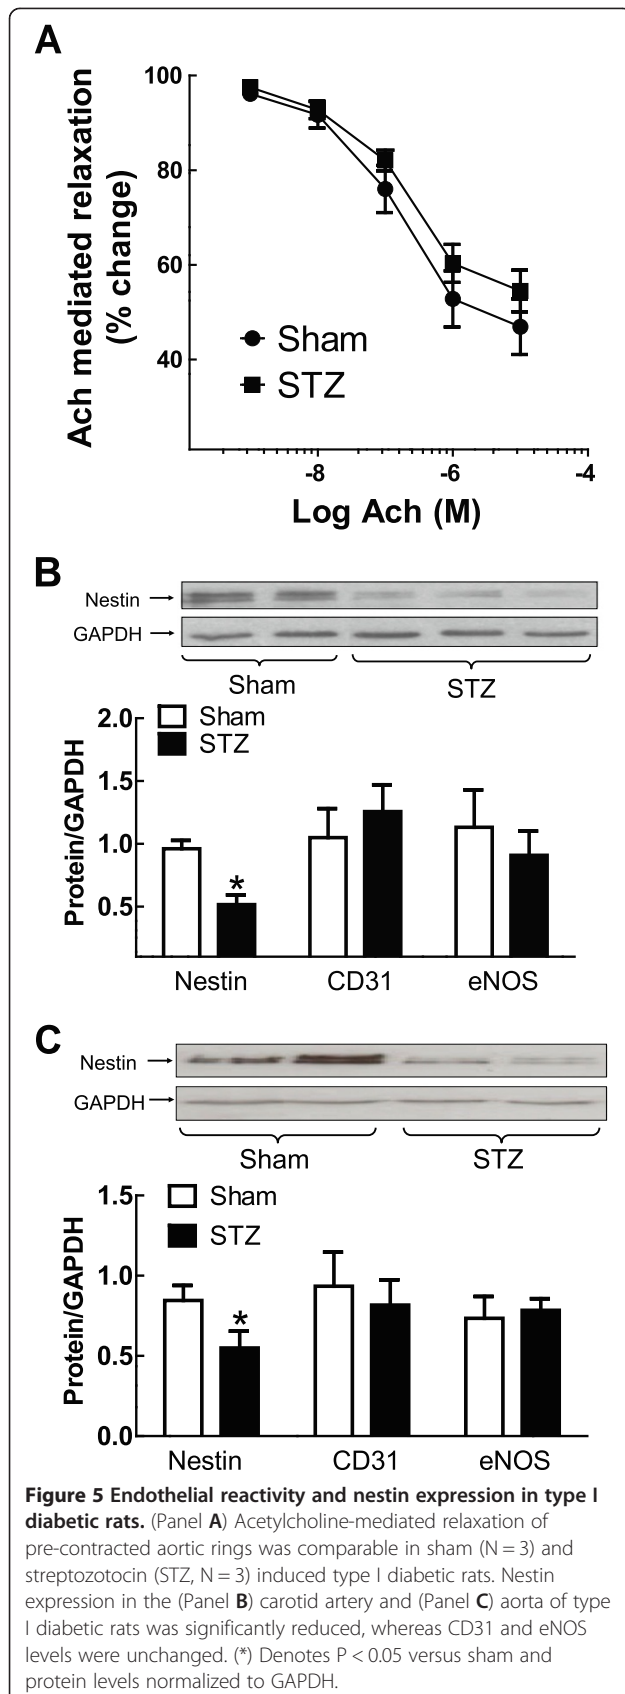 A
Ach mediated relaxation
(% change)
100
80
60
40
Sham
STZ
-8
-6
-4
Log Ach (M)
B
Nestin
GAPDH
Sham
STZ
Protein/GAPDH
2.0
1.5
1.0
0.5
Sham
STZ
*
Nestin
CD31
eNOS
C
Nestin
GAPDH
Sham
STZ
Protein/GAPDH
1.5
1.0
0.5
0.0
Sham
STZ
*
Nestin
CD31
eNOS
Figure 5 Endothelial reactivity and nestin expression in type I
diabetic rats. (Panel A) Acetylcholine-mediated relaxation of
pre-contracted aortic rings was comparable in sham (N = 3) and
streptozotocin (STZ, N = 3) induced type I diabetic rats. Nestin
expression in the (Panel B) carotid artery and (Panel C) aorta of type
I diabetic rats was significantly reduced, whereas CD31 and eNOS
levels were unchanged. (*) Denotes P < 0.05 versus sham and
protein levels normalized to GAPDH.